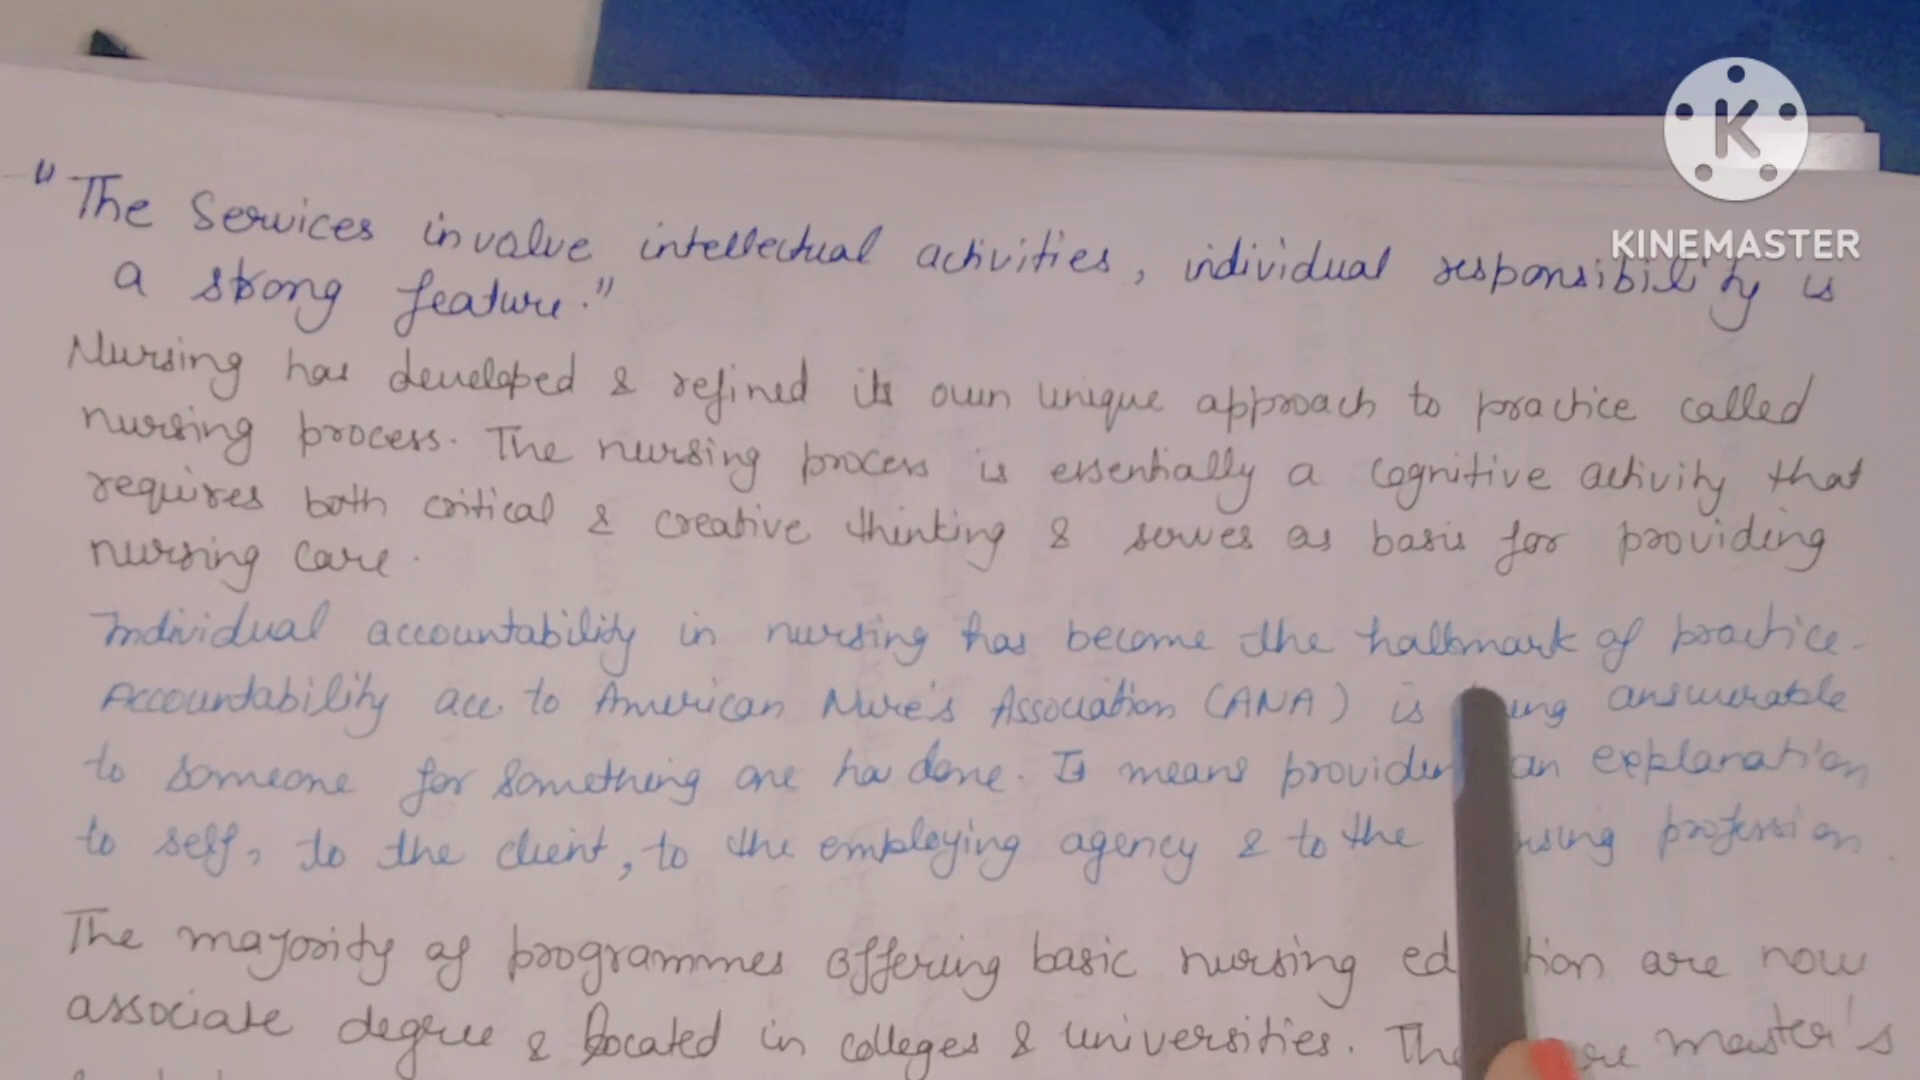 KINEMASTER
"The Services involve intellectual activities, individual responsibility is
a strong feature."
Nursing has developed & refined its own unique approach to practice called
nursing process. The nursing process is essentially a cognitive activity that
requires both critical & creative thinking & serves as basis for providing
nursing care.
Individual accountability in nursing has become the hallmark of practice.
Accountability acc to American Nurse's Association (ANA) is answerable
to someone for something one has done. It means an explanation
to self, to the client, to the employing agency & to the profession.
The majority of programmes offering basic nursing are now
associate degree & located in colleges & universities. master's